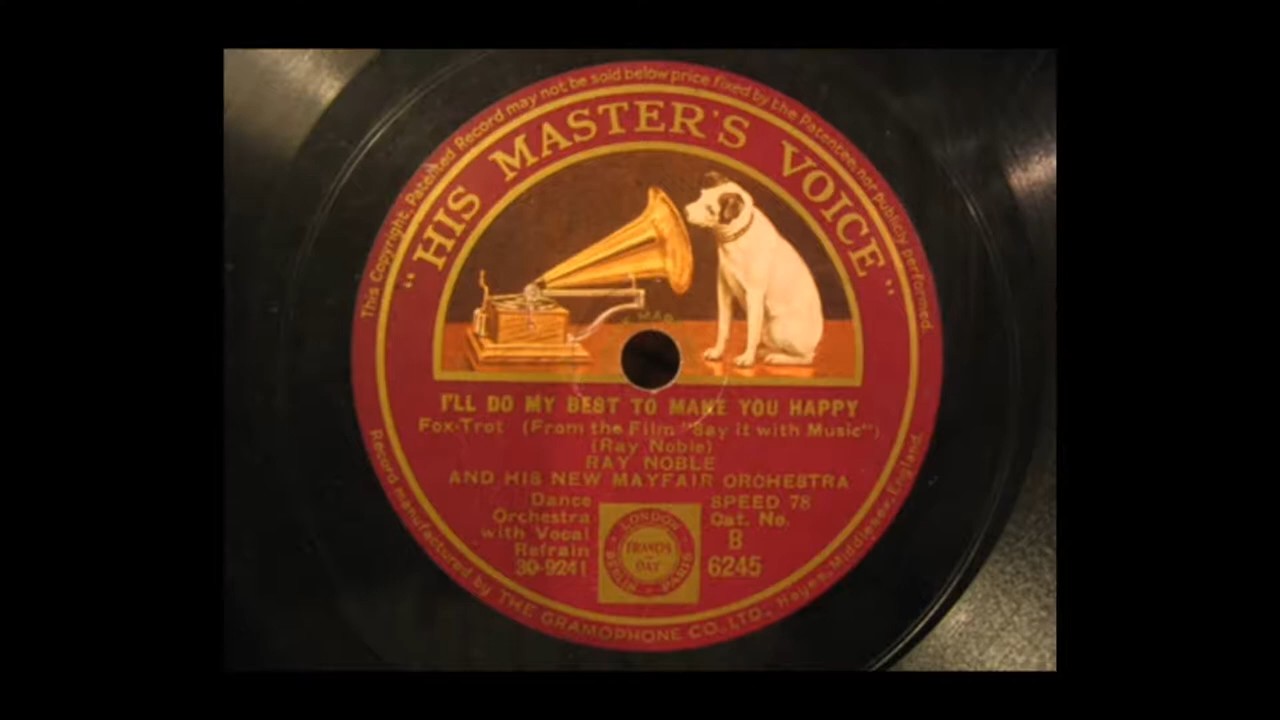 This Copyright, Patented Record may not be sold below price fixed by the Patentee, nor publicly performed.
"HIS MASTER'S VOICE"
I'LL DO MY BEST TO MAKE YOU HAPPY
Fox-Trot (From the Film "Say it with Music")
(Ray Noble)
RAY NOBLE
AND HIS NEW MAYFAIR ORCHESTRA
Dance
Orchestra
with Vocal
Refrain
30-9241
SPEED 78
Cat. No.
B
6245
LONDON
PARIS
BERLIN
DAY
Record manufactured by THE GRAMOPHONE CO., LTD., Hayes, Middlesex, England.